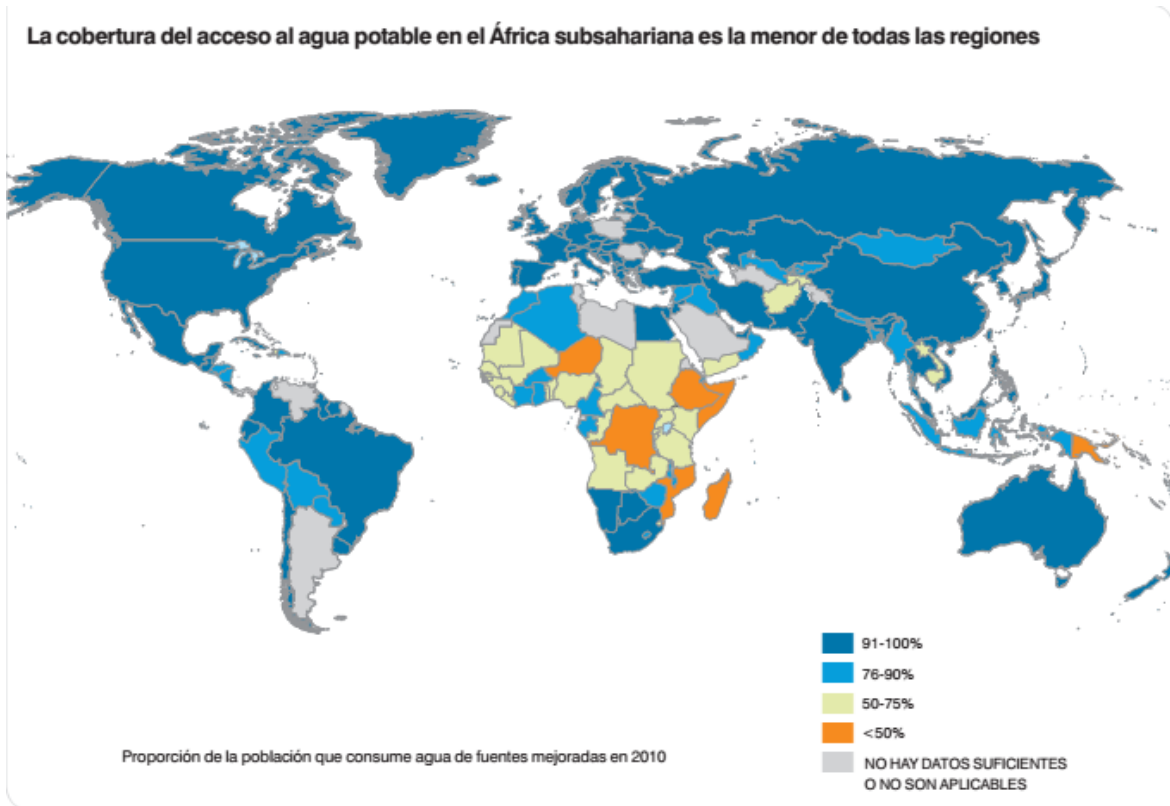 La cobertura del acceso al agua potable en el África subsahariana es la menor de todas las regiones
91-100%
76-90%
50-75%
<50%
NO HAY DATOS SUFICIENTES
O NO SON APLICABLES
Proporción de la población que consume agua de fuentes mejoradas en 2010